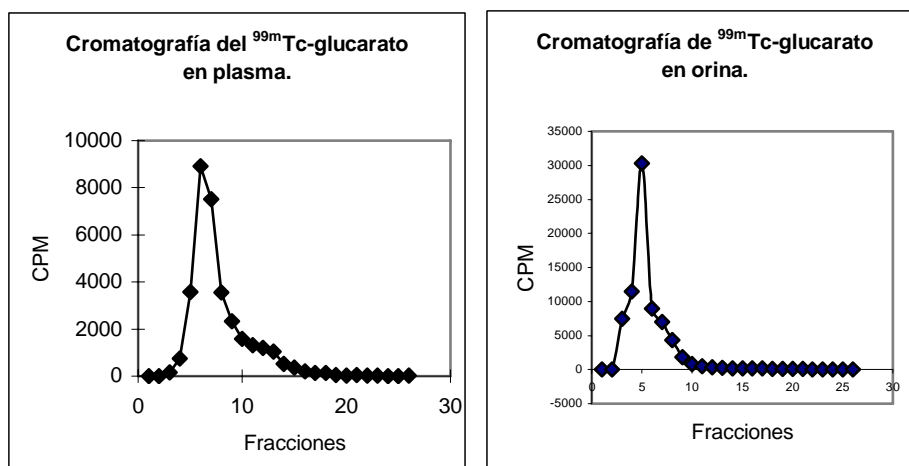 Cromatografía del 99mTc-glucarato
en plasma.
CPM
10000
8000
6000
4000
2000
0
0 10 20 30
Fracciones
Cromatografía de 99mTc-glucarato
en orina.
CPM
35000
30000
25000
20000
15000
10000
5000
0
-5000
0 5 10 15 20 25 30
Fracciones